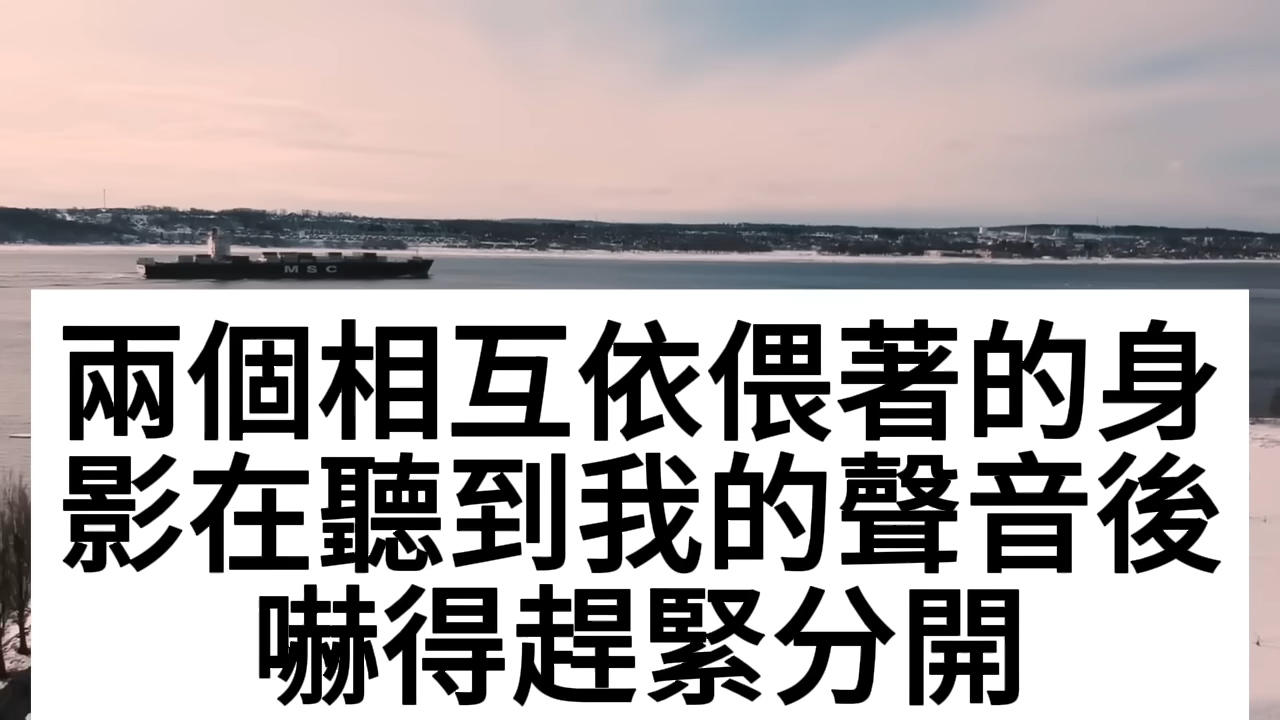 MSC
兩個相互依偎著的身
影在聽到我的聲音後
嚇得趕緊分開